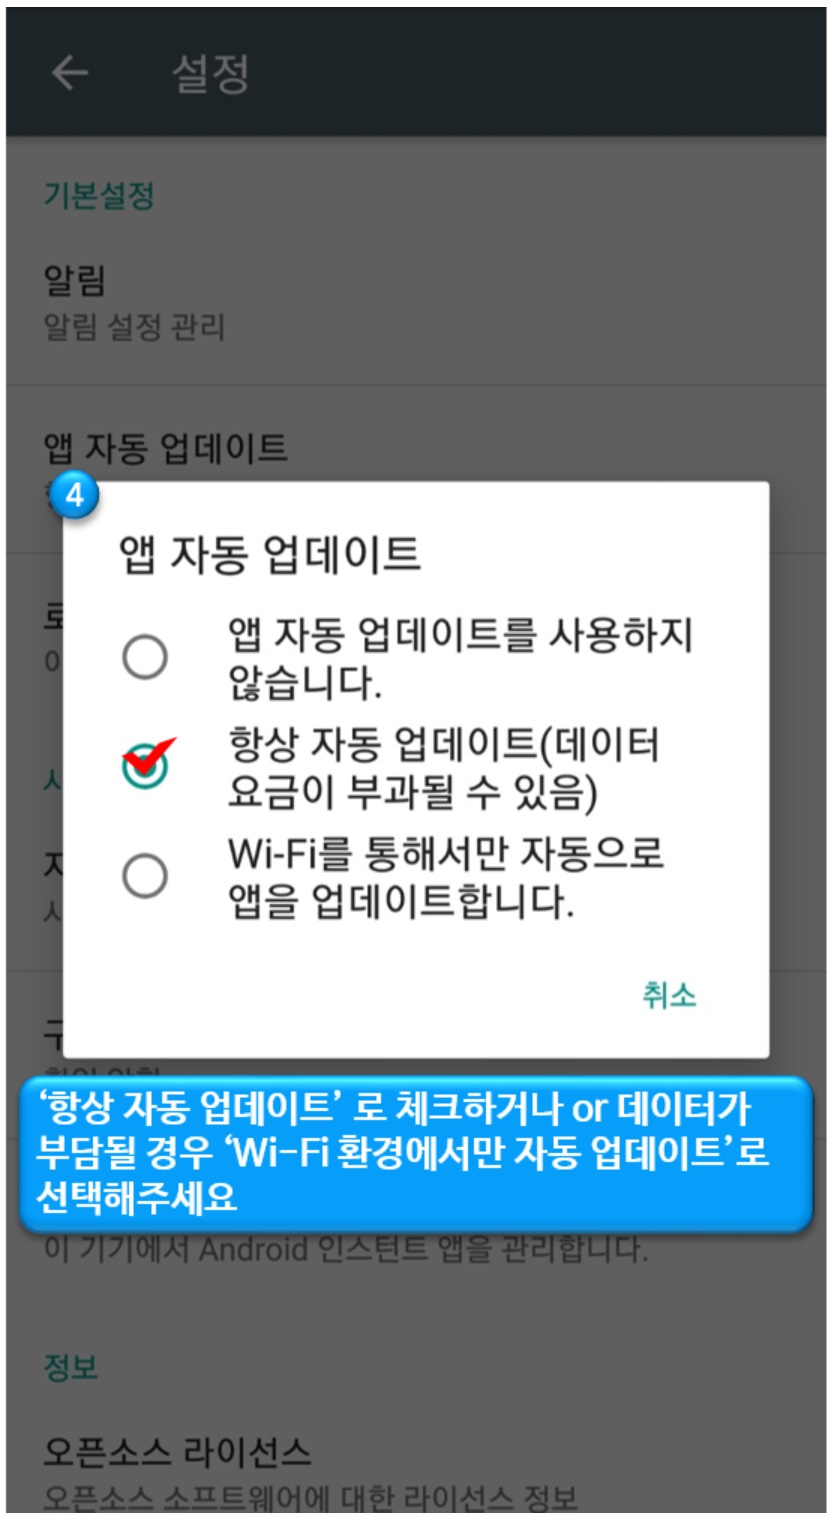 설정
기본설정
알림
알림 설정 관리
앱 자동 업데이트
4
앱 자동 업데이트
앱 자동 업데이트를 사용하지
않습니다.
항상 자동 업데이트(데이터
요금이 부과될 수 있음)
Wi-Fi를 통해서만 자동으로
앱을 업데이트합니다.
취소
‘항상 자동 업데이트’ 로 체크하거나 or 데이터가
부담될 경우 ‘Wi-Fi 환경에서만 자동 업데이트’로
선택해주세요
이 기기에서 Android 인스턴트 앱을 관리합니다.
정보
오픈소스 라이선스
오픈소스 소프트웨어에 대한 라이선스 정보